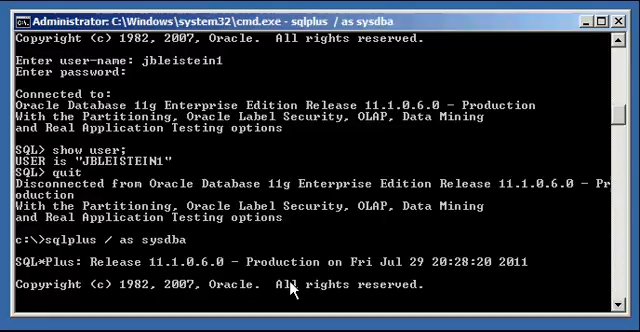 Administrator: C:\Windows\system32\cmd.exe - sqlplus / as sysdba
Copyright (c) 1982, 2007, Oracle.  All rights reserved.
Enter user-name: jbleistein1
Enter password:
Connected to:
Oracle Database 11g Enterprise Edition Release 11.1.0.6.0 - Production
With the Partitioning, Oracle Label Security, OLAP, Data Mining
and Real Application Testing options
SQL> show user;
USER is "JBLEISTEIN1"
SQL> quit
Disconnected from Oracle Database 11g Enterprise Edition Release 11.1.0.6.0 - Pr
oduction
With the Partitioning, Oracle Label Security, OLAP, Data Mining
and Real Application Testing options
c:\>sqlplus / as sysdba
SQL*Plus: Release 11.1.0.6.0 - Production on Fri Jul 29 20:28:20 2011
Copyright (c) 1982, 2007, Oracle.  All rights reserved.